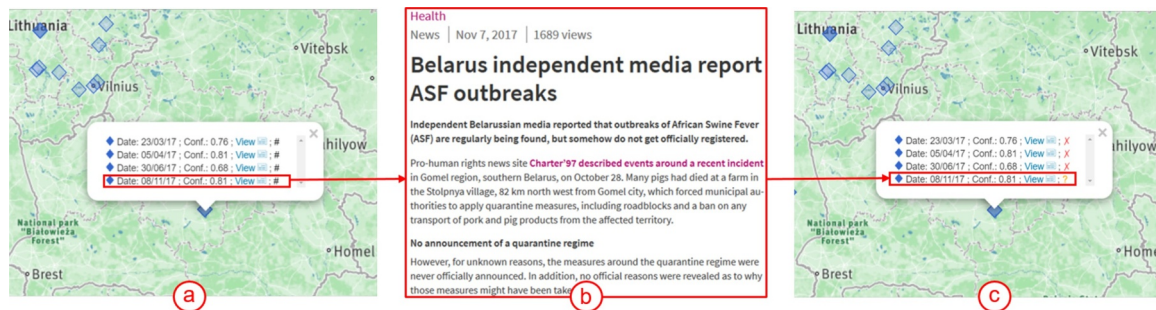 Lithuania
Vitebsk
Vilnius
Date: 23/03/17 ; Conf.: 0.76 ; View ; #
Date: 05/04/17 ; Conf.: 0.81 ; View ; #
Date: 30/06/17 ; Conf.: 0.68 ; View ; #
Date: 08/11/17 ; Conf.: 0.81 ; View ; #
ahilyow
National park
"Białowieża
Forest"
Homel
Brest
a
Health
News | Nov 7, 2017 | 1689 views
Belarus independent media report
ASF outbreaks
Independent Belarussian media reported that outbreaks of African Swine Fever
(ASF) are regularly being found, but somehow do not get officially registered.
Pro-human rights news site Charter'97 described events around a recent incident
in Gomel region, southern Belarus, on October 28. Many pigs had died at a farm in
the Stolpnya village, 82 km north west from Gomel city, which forced municipal au-
thorities to apply quarantine measures, including roadblocks and a ban on any
transport of pork and pig products from the affected territory.
No announcement of a quarantine regime
However, for unknown reasons, the measures around the quarantine regime were
never officially announced. In addition, no official reasons were revealed as to why
those measures might have been take
b
Lithuania
Vitebsk
Vilnius
Date: 23/03/17 ; Conf.: 0.76 ; View ; X
Date: 05/04/17 ; Conf.: 0.81 ; View ; X
Date: 30/06/17 ; Conf.: 0.68 ; View ; X
Date: 08/11/17 ; Conf.: 0.81 ; View ; ?
hilyow
National park
"Białowieża
Forest"
Homel
Brest
c